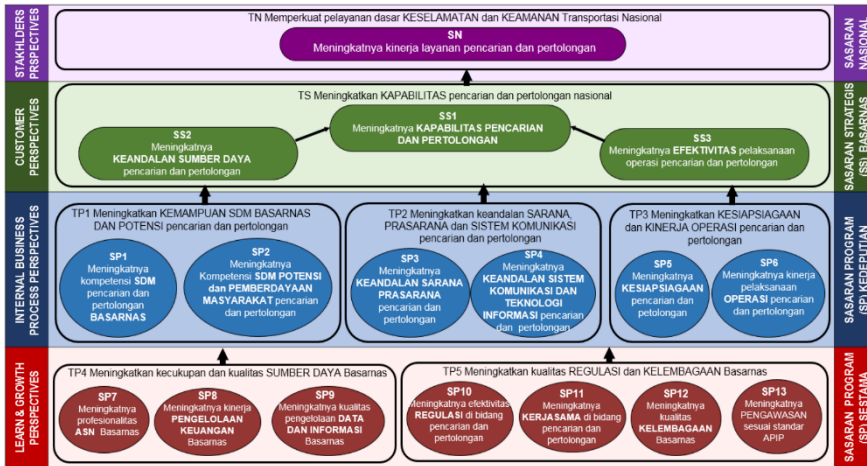 STAKHLDERS
PRSPECTIVES
TN Memperkuat pelayanan dasar KESELAMATAN dan KEAMANAN Transportasi Nasional
SN
Meningkatnya kinerja layanan pencarian dan pertolongan
SASARAN
NASIONAL
CUSTOMER
PERSPECTIVES
TS Meningkatkan KAPABILITAS pencarian dan pertolongan nasional
SS2
Meningkatnya
KEANDALAN SUMBER DAYA
pencarian dan pertolongan
SS1
Meningkatnya KAPABILITAS PENCARIAN
DAN PERTOLONGAN
SS3
Meningkatnya EFEKTIVITAS pelaksanaan
operasi pencarian dan pertolongan
SASARAN STRATEGIS
(SS) BASARNAS
INTERNAL BUSINESS
PROCESS PERSPECTIVES
TP1 Meningkatkan KEMAMPUAN SDM BASARNAS
DAN POTENSI pencarian dan pertolongan
SP1
Meningkatnya
kompetensi SDM
pencarian dan
pertolongan
BASARNAS
SP2
Meningkatnya
Kompetensi SDM POTENSI
dan PEMBERDAYAAN
MASYARAKAT pencarian
dan pertolongan
TP2 Meningkatkan keandalan SARANA,
PRASARANA dan SISTEM KOMUNIKASI
pencarian dan pertolongan
SP3
Meningkatnya
KEANDALAN SARANA
PRASARANA
pencarian dan
pertolongan
SP4
Meningkatnya
KEANDALAN SISTEM
KOMUNIKASI DAN
TEKNOLOGI
INFORMASI pencarian
dan pertolongan
TP3 Meningkatkan KESIAPSIAGAAN
dan KINERJA OPERASI pencarian dan
pertolongan
SP5
Meningkatnya
KESIAPSIAGAAN
pencarian dan
petolongan
SP6
Meningkatnya kinerja
pelaksanaan
OPERASI pencarian
dan pertolongan
SASARAN PROGRAM
(SP) KEDEPUTIAN
LEARN & GROWTH
PERSPECTIVES
TP4 Meningkatkan kecukupan dan kualitas SUMBER DAYA Basarnas
SP7
Meningkatnya
profesionalitas
ASN Basarnas
SP8
Meningkatnya kinerja
PENGELOLAAN
KEUANGAN
Basarnas
SP9
Meningkatnya kualitas
pengelolaan DATA
DAN INFORMASI
Basarnas
TP5 Meningkatkan kualitas REGULASI dan KELEMBAGAAN Basarnas
SP10
Meningkatnya efektivitas
REGULASI di bidang
pencarian dan
pertolongan
SP11
Meningkatnya
KERJASAMA di bidang
pencarian dan
pertolongan
SP12
Meningkatnya
kualitas
KELEMBAGAAN
Basarnas
SP13
Meningkatnya
PENGAWASAN
sesuai standar
APIP
SASARAN PROGRAM
(SP) SESTAMA